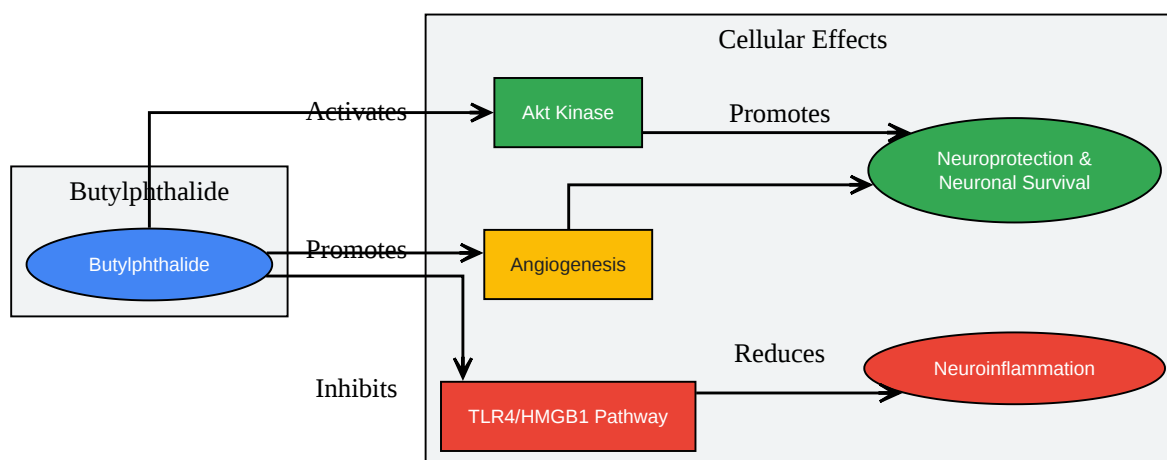 Cellular Effects
Activates
Akt Kinase
Promotes
Neuroprotection &
Neuronal Survival
Butylphthalide
Butylphthalide
Promotes
Angiogenesis
Inhibits
TLR4/HMGB1 Pathway
Reduces
Neuroinflammation